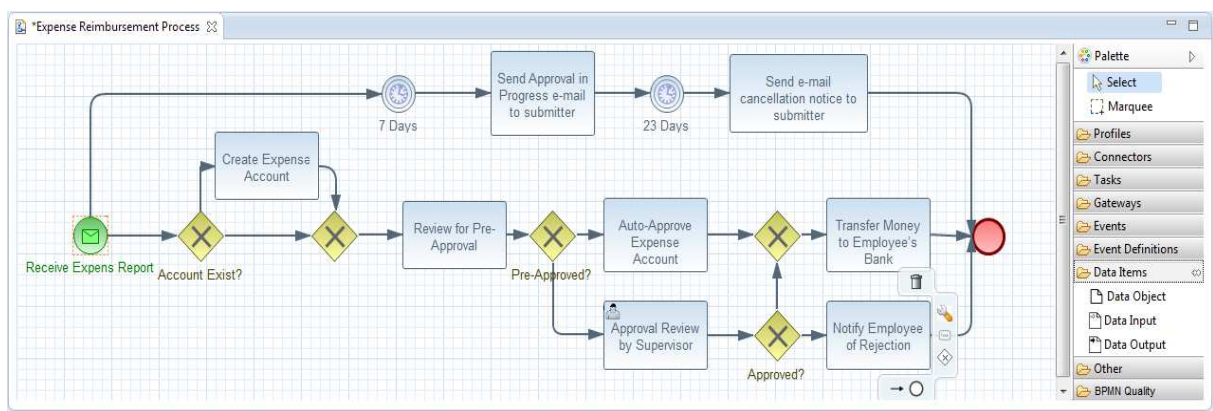 *Expense Reimbursement Process
Send Approval in
Progress e-mail
to submitter
Send e-mail
cancellation notice to
submitter
7 Days
23 Days
Create Expense
Account
Receive Expens Report
Account Exist?
Review for Pre-
Approval
Pre-Approved?
Auto-Approve
Expense
Account
Transfer Money
to Employee's
Bank
Approval Review
by Supervisor
Approved?
Notify Employee
of Rejection
Palette
Select
Marquee
Profiles
Connectors
Tasks
Gateways
Events
Event Definitions
Data Items
Data Object
Data Input
Data Output
Other
BPMN Quality